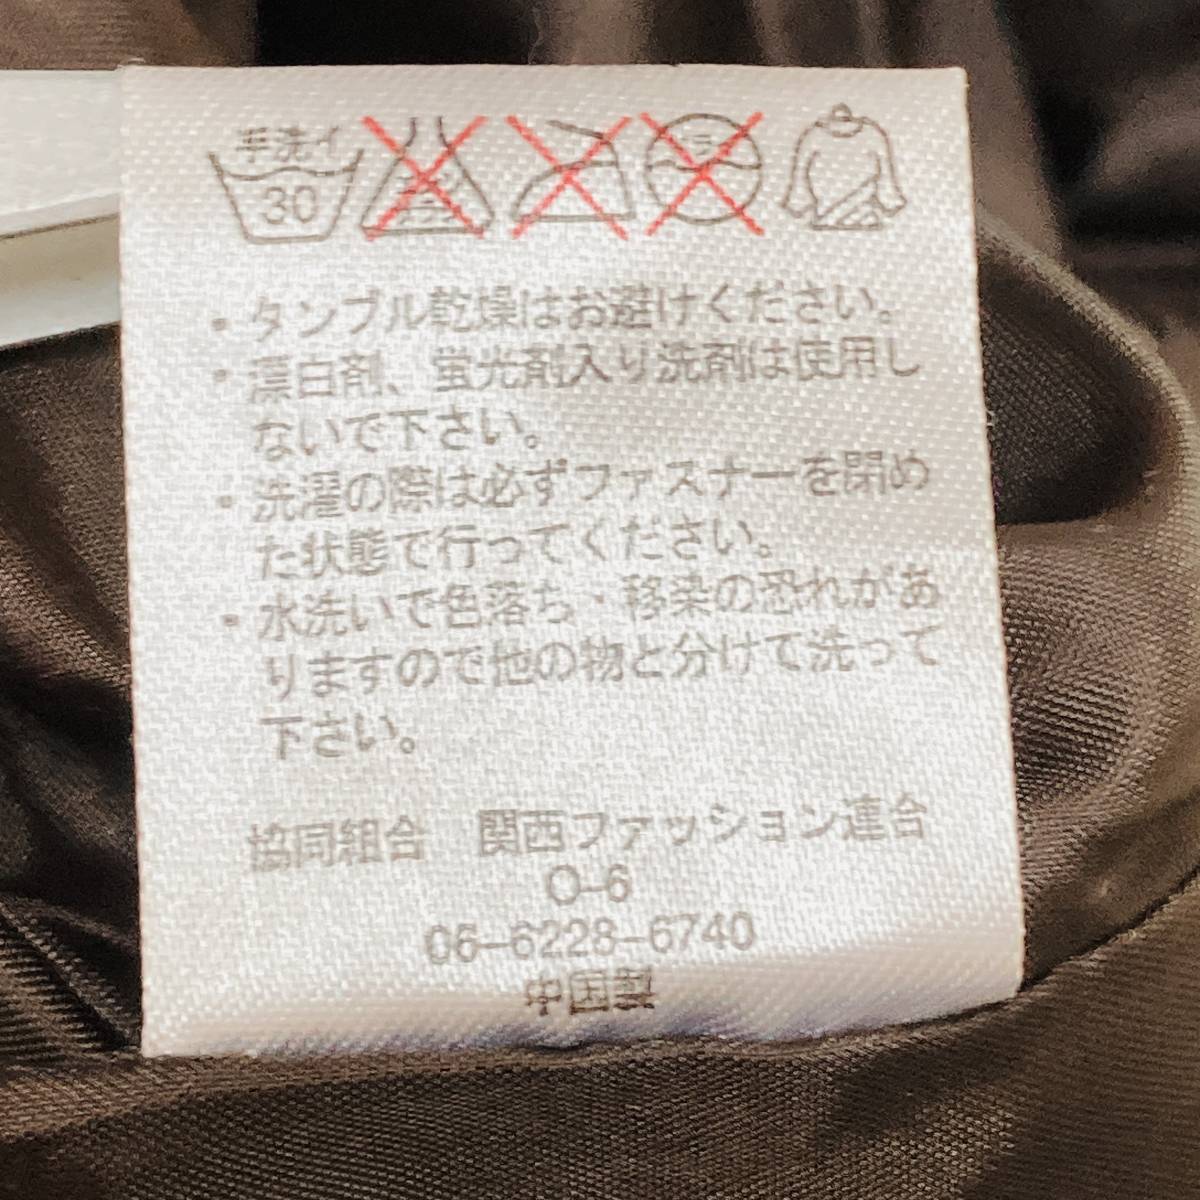 手洗イ
30
・タンブル乾燥はお避けください。
・漂白剤、蛍光剤入り洗剤は使用し
ないで下さい。
・洗濯の際は必ずファスナーを閉め
た状態で行ってください。
・水洗いで色落ち・移染の恐れがあ
りますので他の物と分けて洗って
下さい。
協同組合 関西ファッション連合
O-6
06-6228-6740
中国製